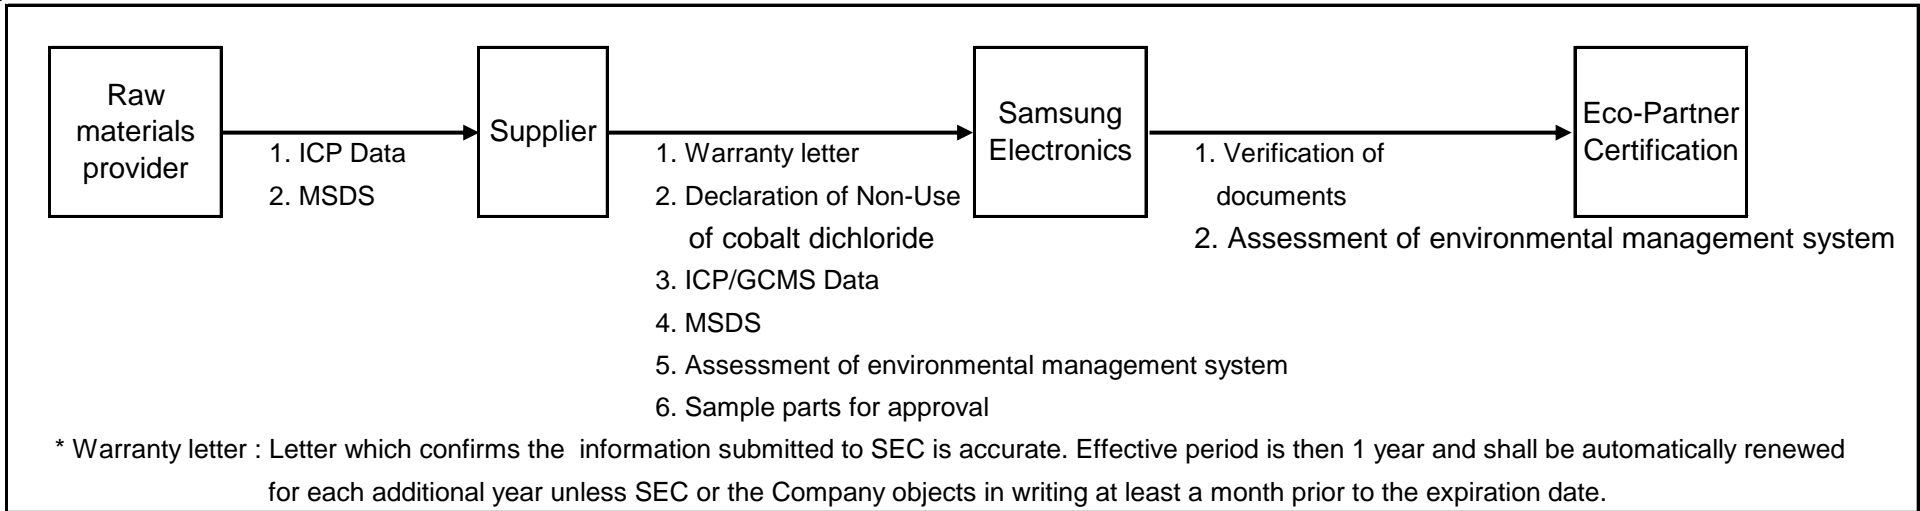 Raw
materials
provider
1. ICP Data
2. MSDS
Supplier
1. Warranty letter
2. Declaration of Non-Use
of cobalt dichloride
3. ICP/GCMS Data
4. MSDS
5. Assessment of environmental management system
6. Sample parts for approval
Samsung
Electronics
1. Verification of
documents
2. Assessment of environmental management system
Eco-Partner
Certification
* Warranty letter : Letter which confirms the information submitted to SEC is accurate. Effective period is then 1 year and shall be automatically renewed
for each additional year unless SEC or the Company objects in writing at least a month prior to the expiration date.